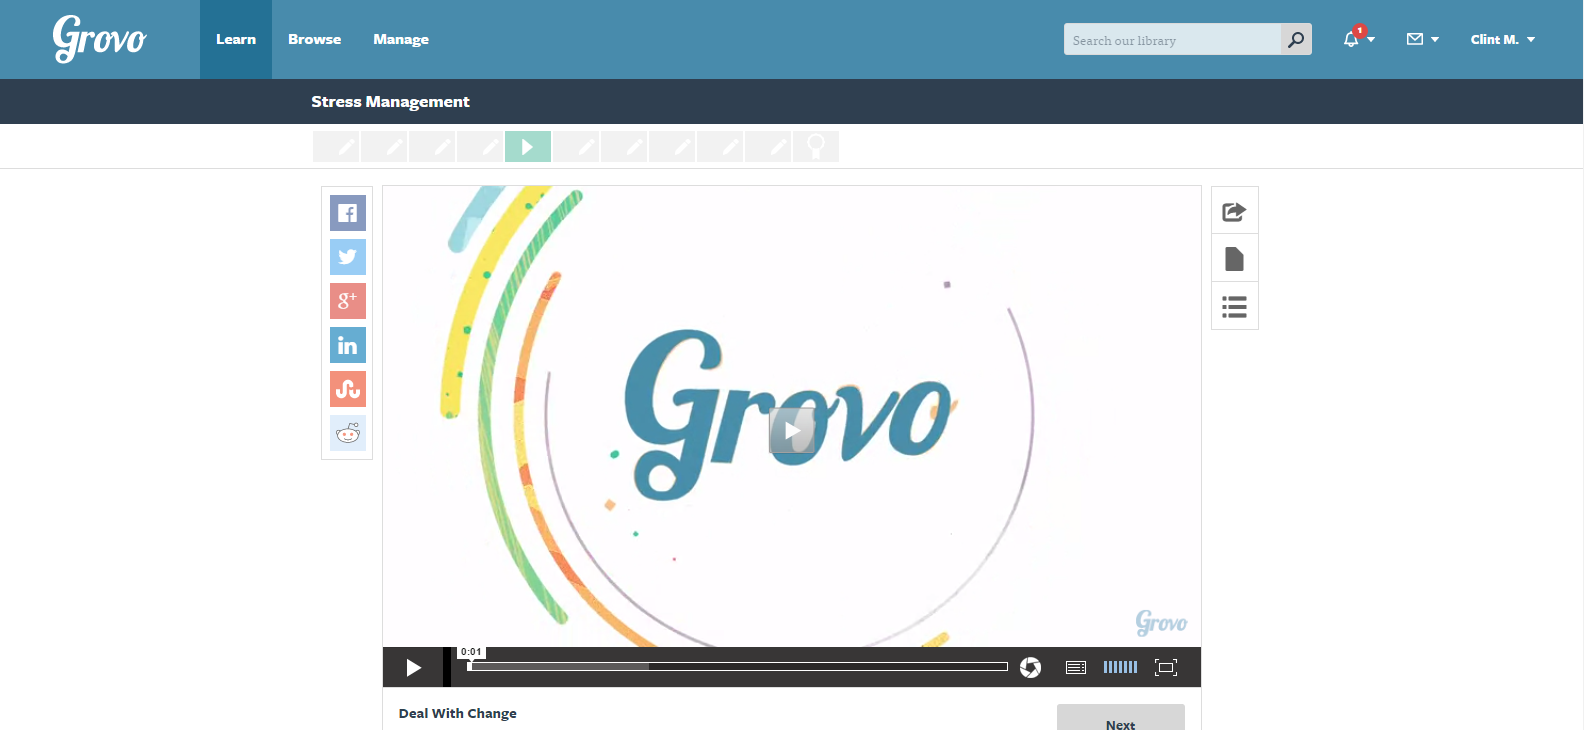 Grovo
Learn
Browse
Manage
Search our library
1
Clint M.
Stress Management
g+
in
Grovo
Grovo
0:01
Deal With Change
Next